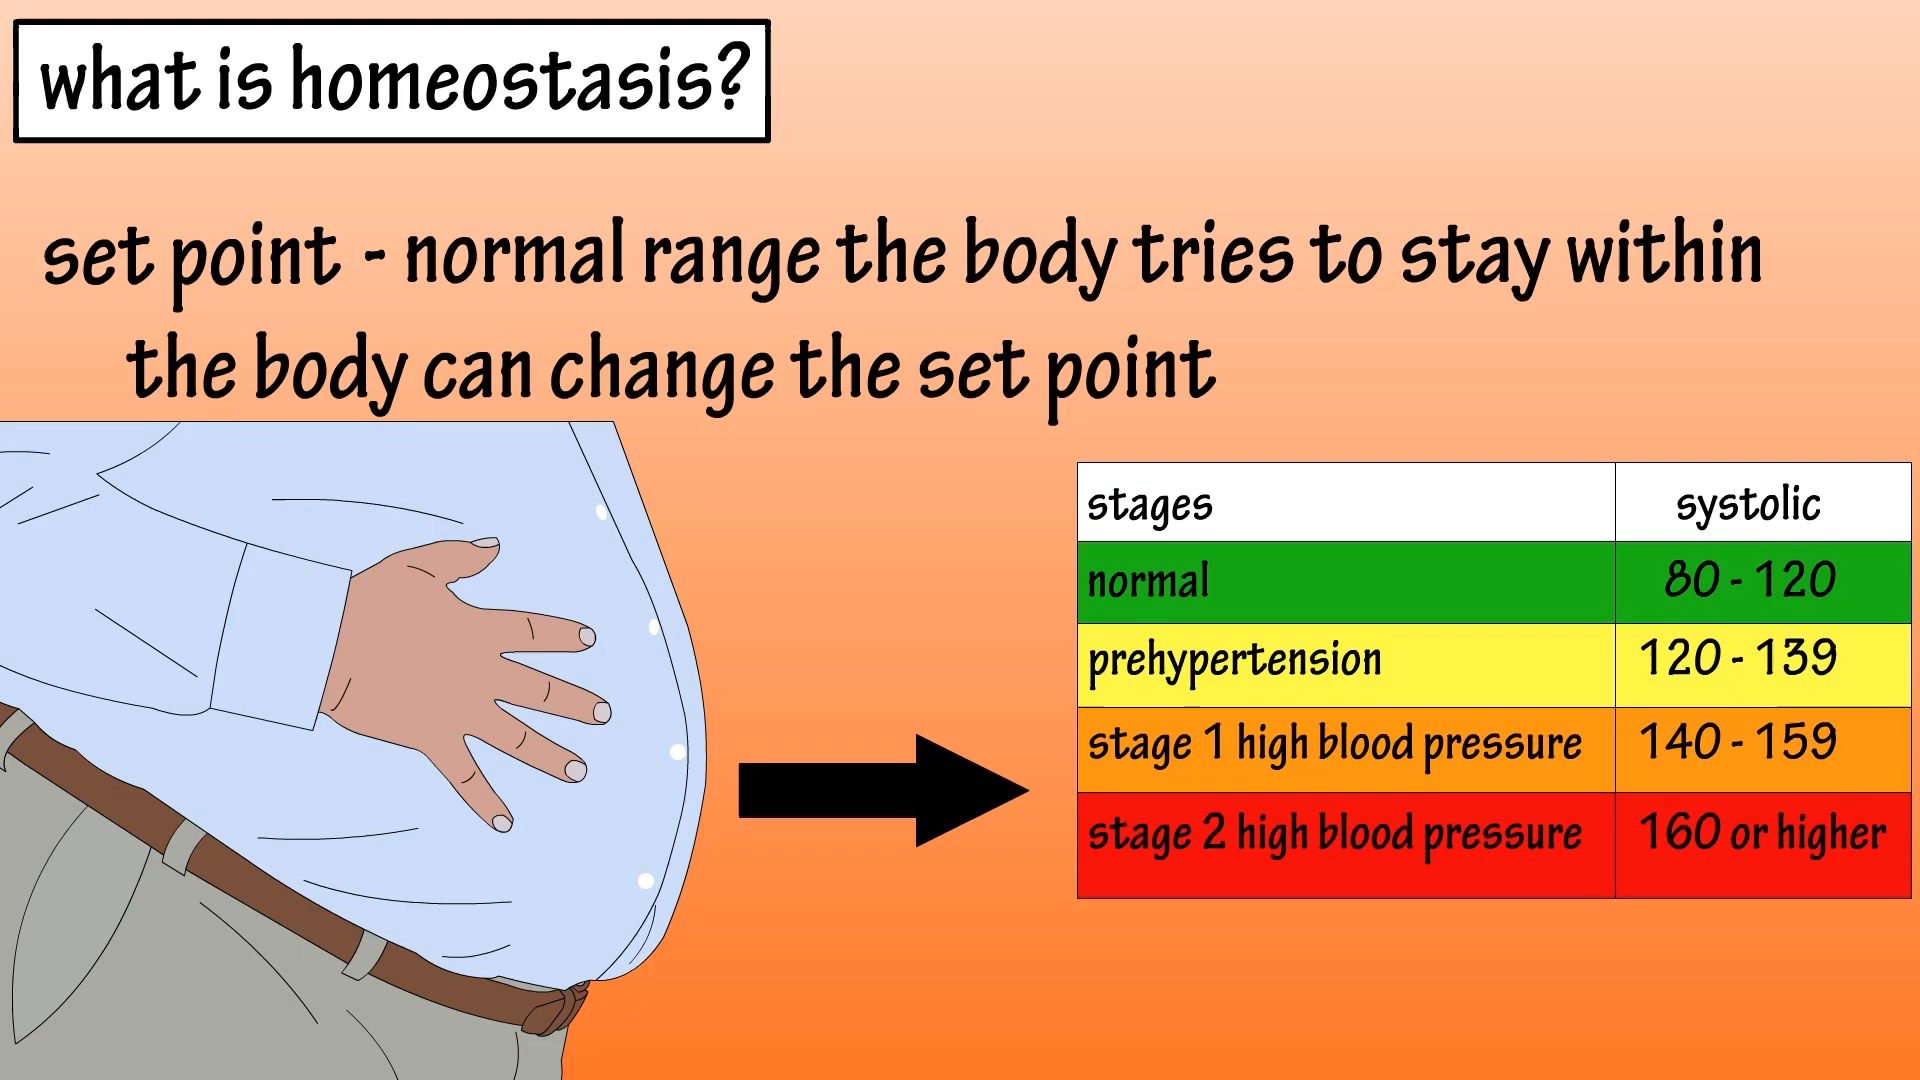 what is homeostasis?
set point - normal range the body tries to stay within
the body can change the set point
stages systolic
normal 80 - 120
prehypertension 120 - 139
stage 1 high blood pressure 140 - 159
stage 2 high blood pressure 160 or higher